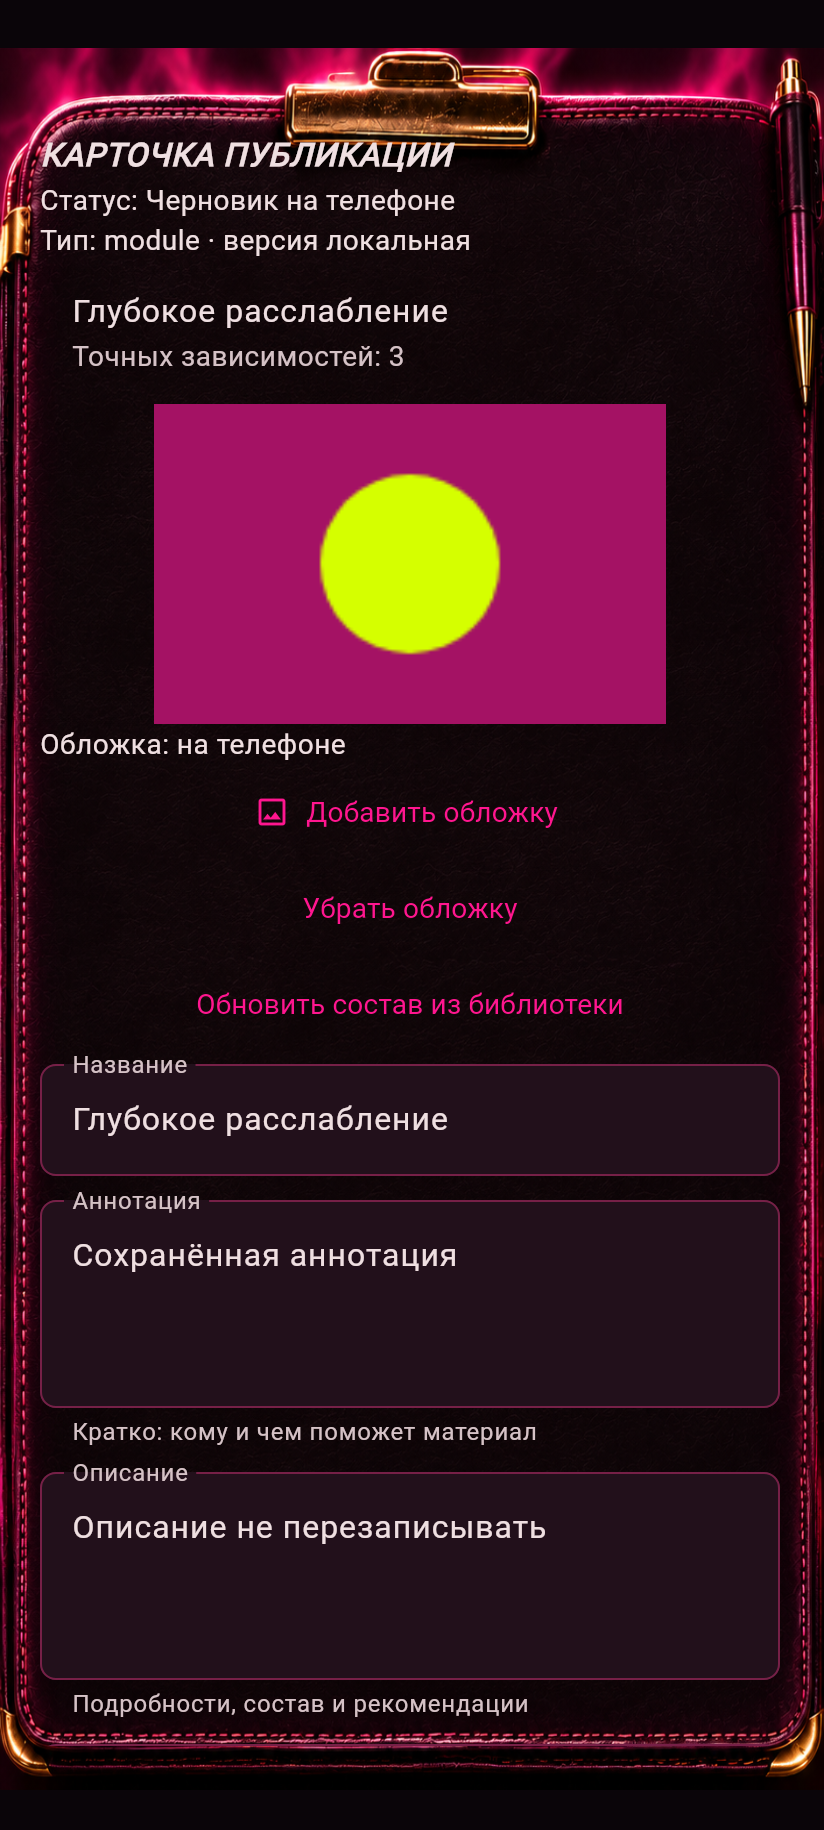 КАРТОЧКА ПУБЛИКАЦИИ
Статус: Черновик на телефоне
Тип: module · версия локальная
Глубокое расслабление
Точных зависимостей: 3
Обложка: на телефоне
Добавить обложку
Убрать обложку
Обновить состав из библиотеки
Название
Глубокое расслабление
Аннотация
Сохранённая аннотация
Кратко: кому и чем поможет материал
Описание
Описание не перезаписывать
Подробности, состав и рекомендации